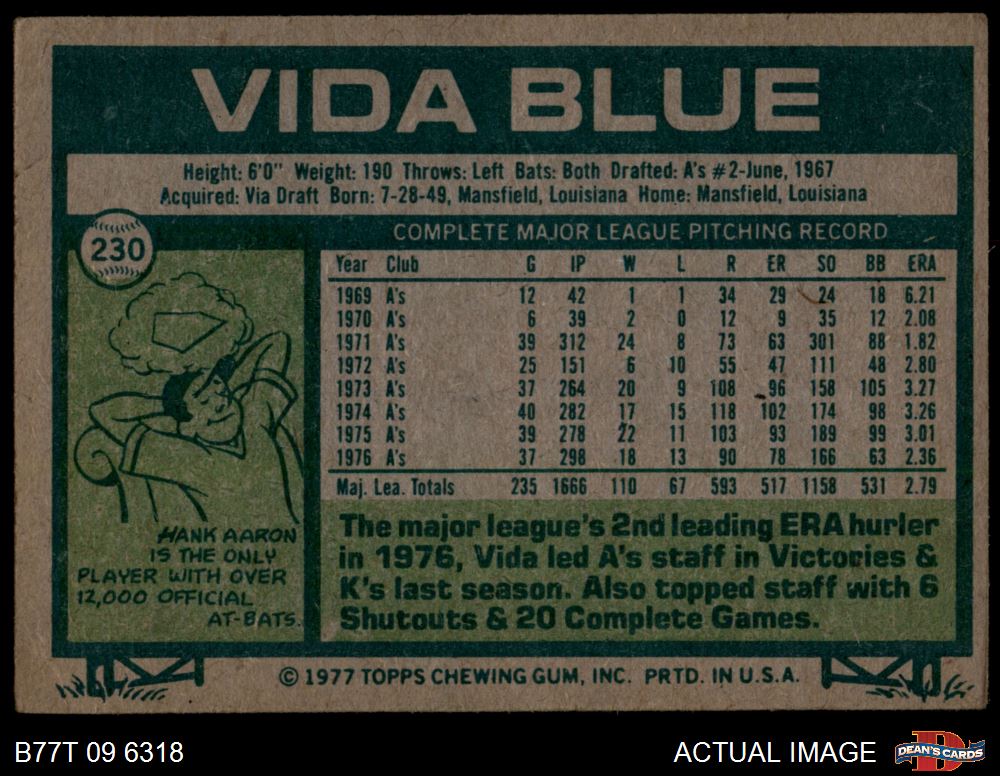 VIDA BLUE
Height: 6'0" Weight: 190 Throws: Left Bats: Both Drafted: A's #2-June, 1967
Acquired: Via Draft Born: 7-28-49, Mansfield, Louisiana Home: Mansfield, Louisiana
230
COMPLETE MAJOR LEAGUE PITCHING RECORD
Year Club G IP W L R ER SO BB ERA
1969 A's 12 42 1 1 34 29 24 18 6.21
1970 A's 6 39 2 0 12 9 35 12 2.08
1971 A's 39 312 24 8 73 63 301 88 1.82
1972 A's 25 151 6 10 55 47 111 48 2.80
1973 A's 37 264 20 9 108 96 158 105 3.27
1974 A's 40 282 17 15 118 102 174 98 3.26
1975 A's 39 278 22 11 103 93 189 99 3.01
1976 A's 37 298 18 13 90 78 166 63 2.36
Maj. Lea. Totals 235 1666 110 67 593 517 1158 531 2.79
HANK AARON
IS THE ONLY
PLAYER WITH OVER
12,000 OFFICIAL
AT-BATS.
The major league's 2nd leading ERA hurler
in 1976, Vida led A's staff in Victories &
K's last season. Also topped staff with 6
Shutouts & 20 Complete Games.
© 1977 TOPPS CHEWING GUM, INC. PRTD. IN U.S.A.
B77T 09 6318
ACTUAL IMAGE
DEAN'S CARDS